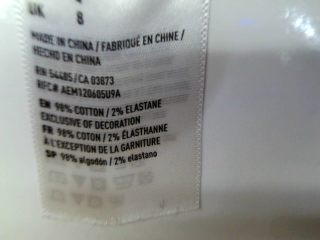 UK 8
MADE IN CHINA / FABRIQUÉ EN CHINE /
HECHO EN CHINA
RN 54485 / CA 03873
RFC# AEM120605U9A
EN 98% COTTON / 2% ELASTANE
EXCLUSIVE OF DECORATION
FR 98% COTON / 2% ÉLASTHANNE
À L'EXCEPTION DE LA GARNITURE
SP 98% algodón / 2% elastano